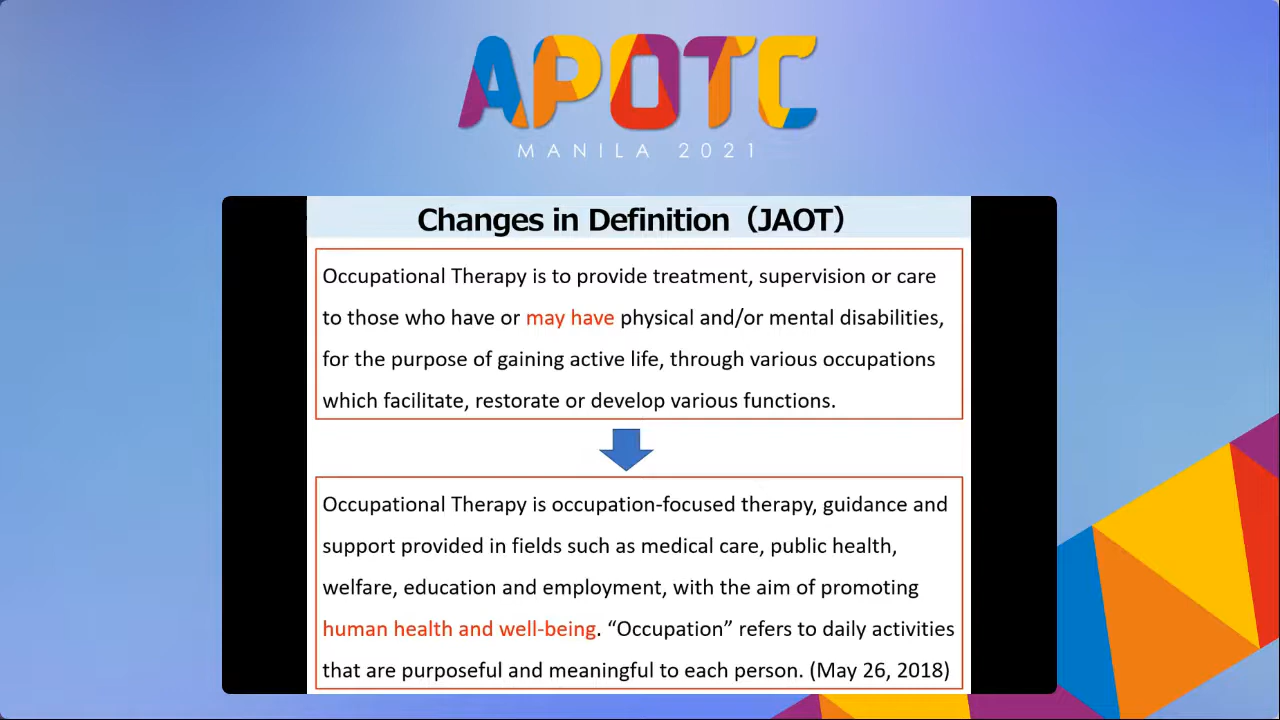 APOTC
MANILA 2021
Changes in Definition（JAOT）
Occupational Therapy is to provide treatment, supervision or care
to those who have or may have physical and/or mental disabilities,
for the purpose of gaining active life, through various occupations
which facilitate, restorate or develop various functions.
Occupational Therapy is occupation-focused therapy, guidance and
support provided in fields such as medical care, public health,
welfare, education and employment, with the aim of promoting
human health and well-being. “Occupation” refers to daily activities
that are purposeful and meaningful to each person. (May 26, 2018)